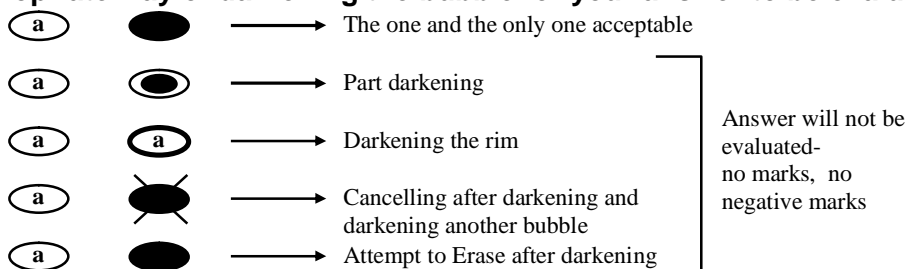 a The one and the only one acceptable
a Part darkening
a a Darkening the rim
a Cancelling after darkening and
darkening another bubble
a Attempt to Erase after darkening
Answer will not be
evaluated-
no marks, no
negative marks